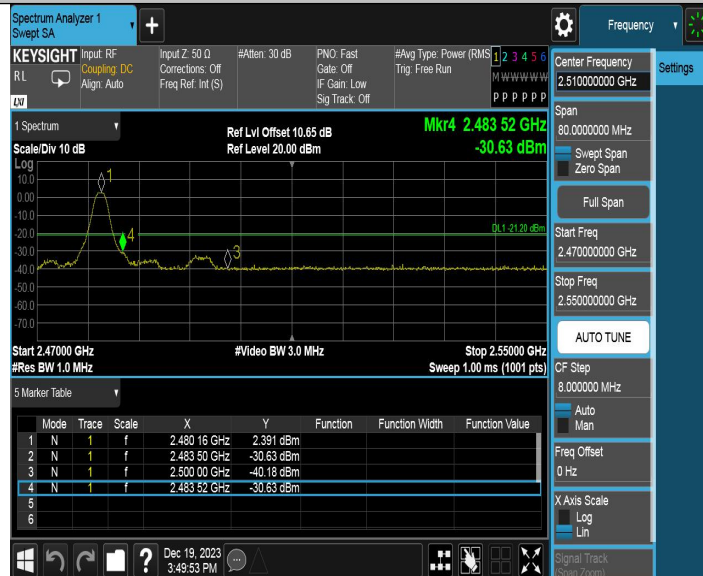 Spectrum Analyzer 1
Swept SA
+
Frequency
KEYSIGHT
RL
LXI
Input: RF
Coupling: DC
Align: Auto
Input Z: 50 Ω
Corrections: Off
Freq Ref: Int (S)
#Atten: 30 dB
PNO: Fast
Gate: Off
IF Gain: Low
Sig Track: Off
#Avg Type: Power (RMS
Trig: Free Run
1 2 3 4 5 6
M W W W W W
P P P P P P
1 Spectrum
Scale/Div 10 dB
Ref Lvl Offset 10.65 dB
Ref Level 20.00 dBm
Mkr4 2.483 52 GHz
-30.63 dBm
Log
10.0
0.00
-10.0
-20.0
-30.0
-40.0
-50.0
-60.0
-70.0
1
4
3
DL1 -21.20 dBm
Start 2.47000 GHz
#Res BW 1.0 MHz
#Video BW 3.0 MHz
Stop 2.55000 GHz
Sweep 1.00 ms (1001 pts)
5 Marker Table
Mode Trace Scale X Y Function Function Width Function Value
1 N 1 f 2.480 16 GHz 2.391 dBm
2 N 1 f 2.483 50 GHz -30.63 dBm
3 N 1 f 2.500 00 GHz -40.18 dBm
4 N 1 f 2.483 52 GHz -30.63 dBm
5
6
?
Dec 19, 2023
3:49:53 PM
Center Frequency
2.510000000 GHz
Settings
Span
80.0000000 MHz
Swept Span
Zero Span
Full Span
Start Freq
2.470000000 GHz
Stop Freq
2.550000000 GHz
AUTO TUNE
CF Step
8.000000 MHz
Auto
Man
Freq Offset
0 Hz
X Axis Scale
Log
Lin
Signal Track
(Span Zoom)